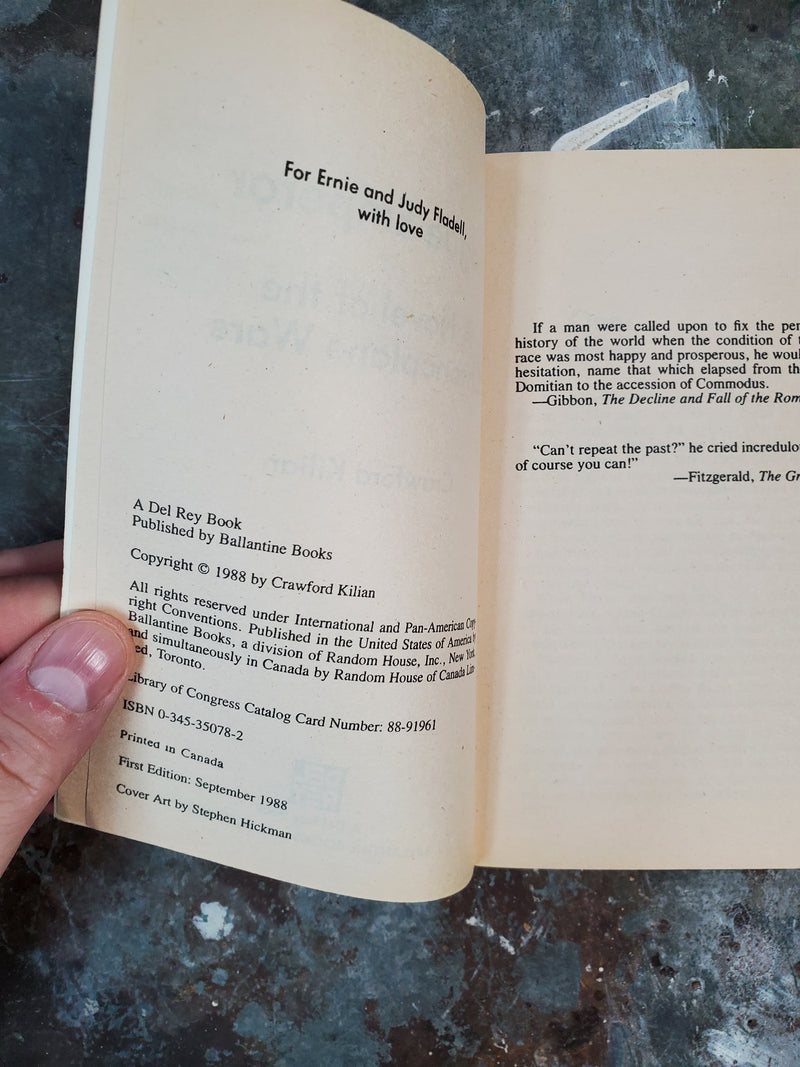 For Ernie and Judy Fladell,
with love
A Del Rey Book
Published by Ballantine Books
Copyright © 1988 by Crawford Kilian
All rights reserved under International and Pan-American Copy-
right Conventions. Published in the United States of America by
Ballantine Books, a division of Random House, Inc., New York,
and simultaneously in Canada by Random House of Canada Lim-
ed, Toronto.
Library of Congress Catalog Card Number: 88-91961
ISBN 0-345-35078-2
Printed in Canada
First Edition: September 1988
Cover Art by Stephen Hickman
If a man were called upon to fix the per
history of the world when the condition of t
race was most happy and prosperous, he woul
hesitation, name that which elapsed from th
Domitian to the accession of Commodus.
—Gibbon, The Decline and Fall of the Rom
“Can’t repeat the past?” he cried incredulo
of course you can!”
—Fitzgerald, The Gr